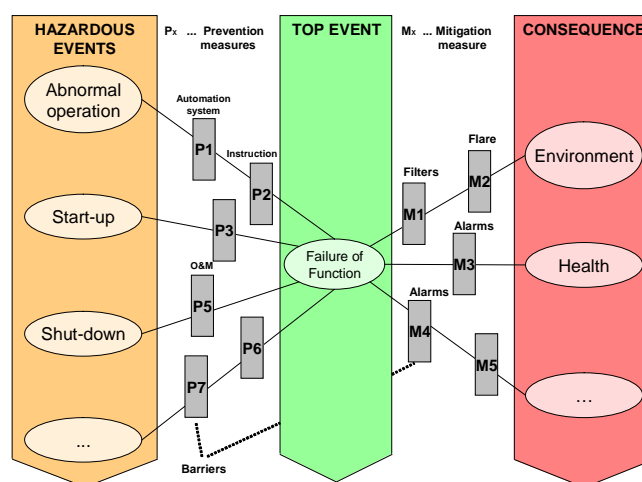 HAZARDOUS
EVENTS
Px ... Prevention
measures
TOP EVENT
Mx ... Mitigation
measure
CONSEQUENCE
Abnormal
operation
Automation
system
P1
Instruction
P2
Start-up
P3
O&M
P5
Shut-down
P6
P7
...
Barriers
Failure of
Function
Filters
M1
Flare
M2
Environment
Alarms
M3
Health
Alarms
M4
M5
...